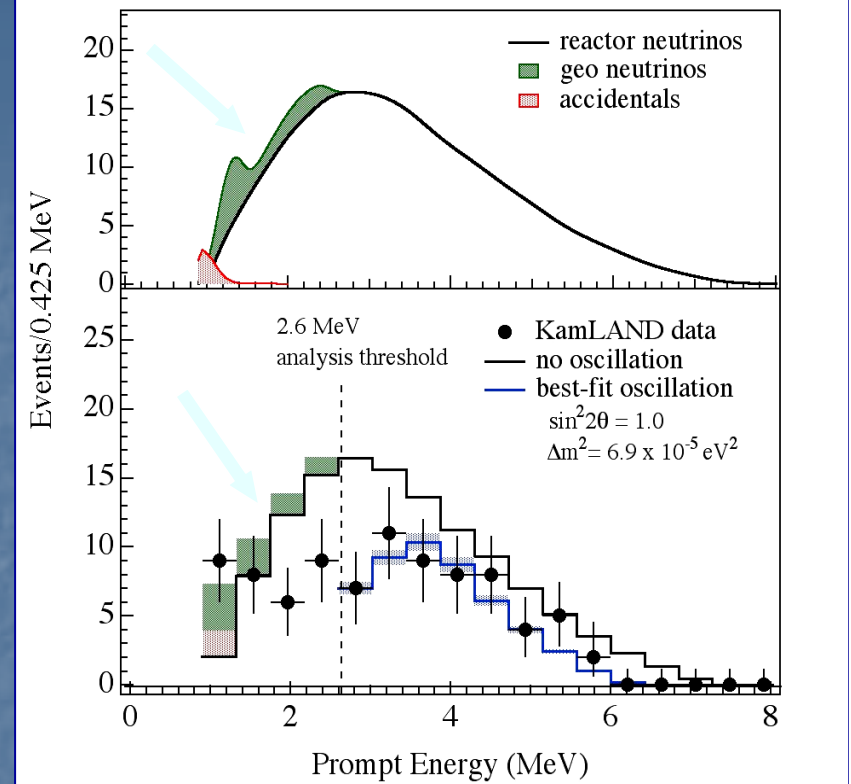 20
15
10
5
0
reactor neutrinos
geo neutrinos
accidentals
Events/0.425 MeV
25
20
15
10
5
0
2.6 MeV
analysis threshold
KamLAND data
no oscillation
best-fit oscillation
sin²2θ = 1.0
Δm²= 6.9 x 10⁻⁵ eV²
0 2 4 6 8
Prompt Energy (MeV)